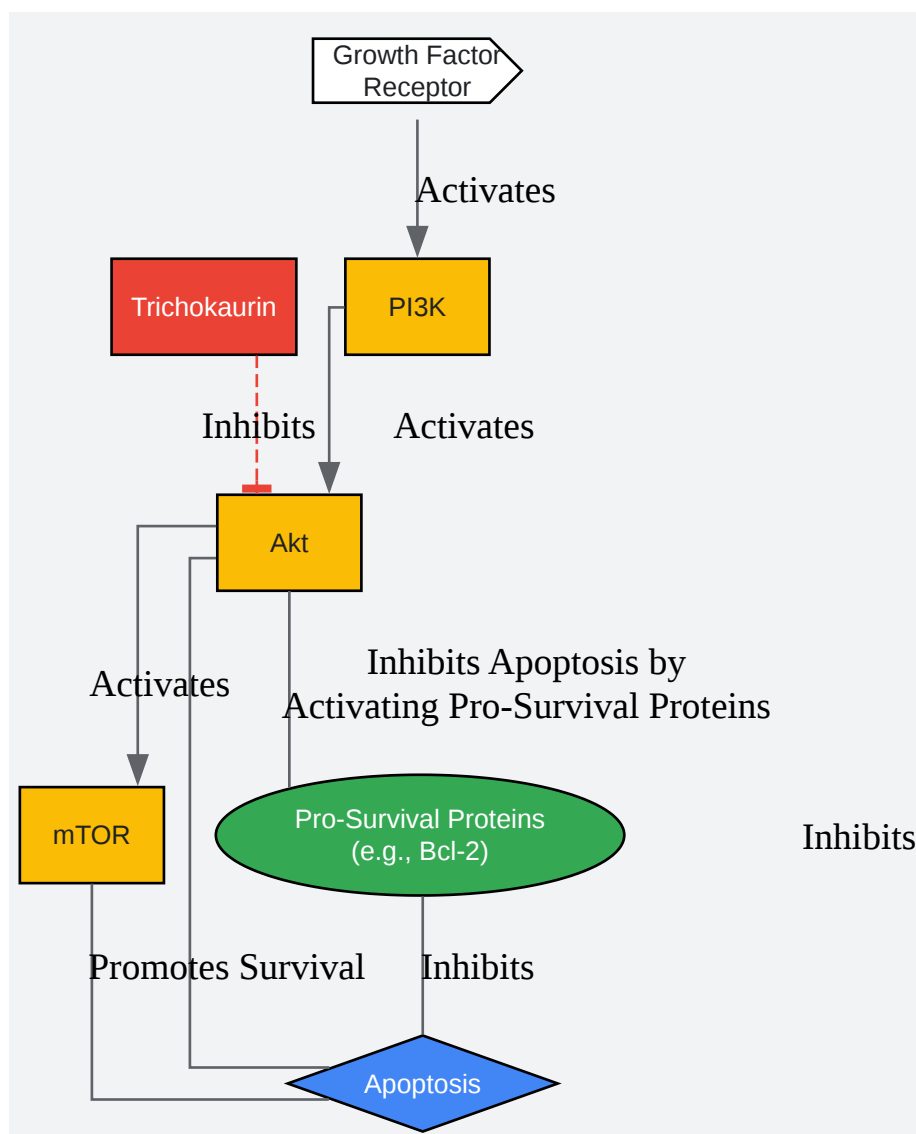 Growth Factor
Receptor
Activates
Trichokaurin
PI3K
Inhibits
Activates
Akt
Activates
Inhibits Apoptosis by
Activating Pro-Survival Proteins
mTOR
Pro-Survival Proteins
(e.g., Bcl-2)
Inhibits
Promotes Survival
Inhibits
Apoptosis